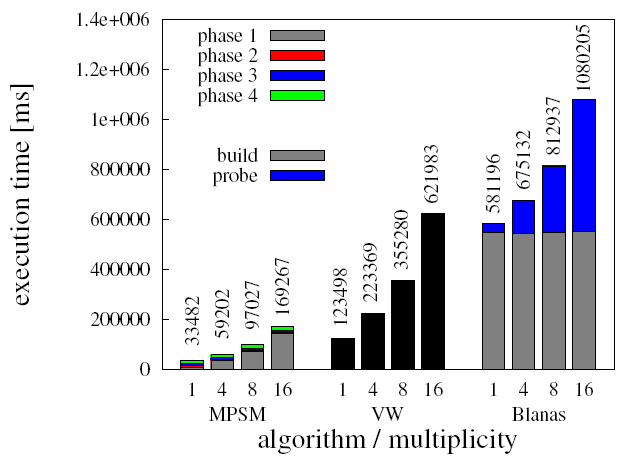 1.4e+006
1.2e+006
1e+006
800000
600000
400000
200000
0
execution time [ms]
phase 1
phase 2
phase 3
phase 4
build
probe
33482
59202
97027
169267
123498
223369
355280
621983
581196
675132
812937
1080205
1 4 8 16 1 4 8 16 1 4 8 16
MPSM VW Blanas
algorithm / multiplicity